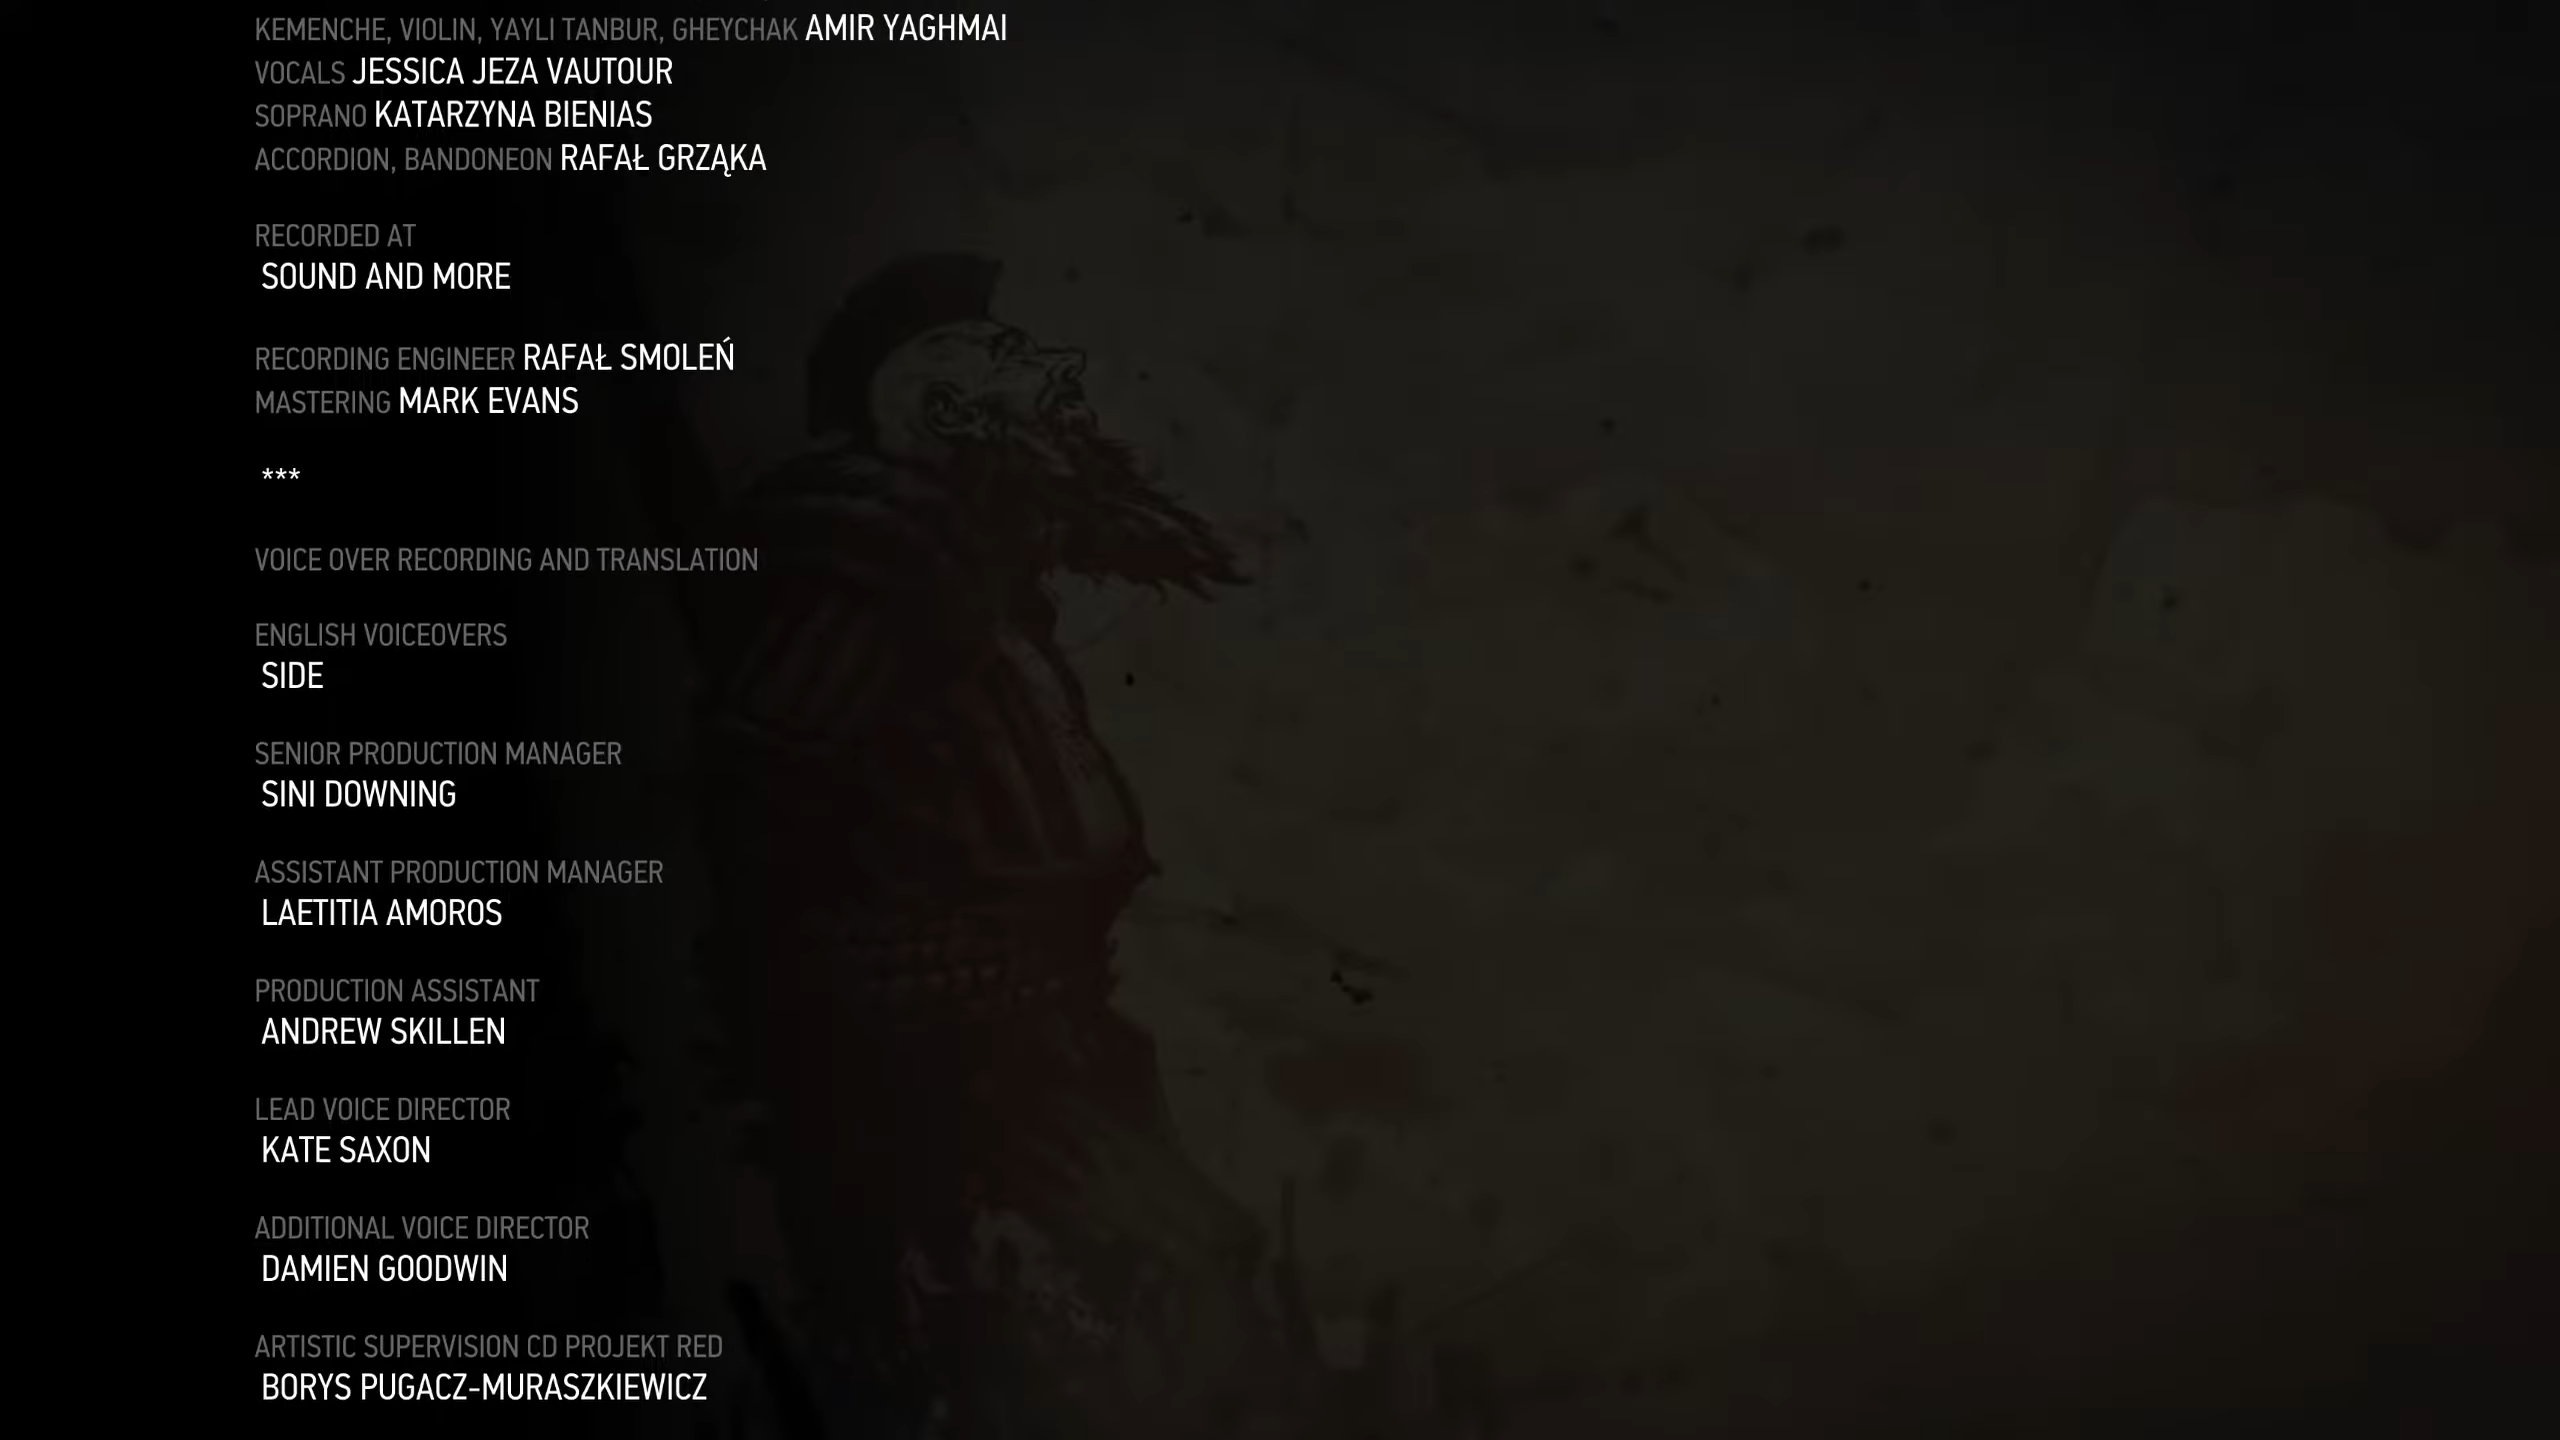 KEMENCHE, VIOLIN, YAYLI TANBUR, GHEYCHAK AMIR YAGHMAI
VOCALS JESSICA JEZA VAUTOUR
SOPRANO KATARZYNA BIENIAS
ACCORDION, BANDONEON RAFAŁ GRZĄKA
RECORDED AT
SOUND AND MORE
RECORDING ENGINEER RAFAŁ SMOLEŃ
MASTERING MARK EVANS
***
VOICE OVER RECORDING AND TRANSLATION
ENGLISH VOICEOVERS
SIDE
SENIOR PRODUCTION MANAGER
SINI DOWNING
ASSISTANT PRODUCTION MANAGER
LAETITIA AMOROS
PRODUCTION ASSISTANT
ANDREW SKILLEN
LEAD VOICE DIRECTOR
KATE SAXON
ADDITIONAL VOICE DIRECTOR
DAMIEN GOODWIN
ARTISTIC SUPERVISION CD PROJEKT RED
BORYS PUGACZ-MURASZKIEWICZ